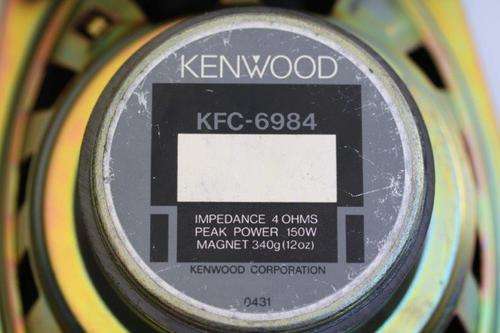 KENWOOD
KFC-6984
IMPEDANCE 4 OHMS
PEAK POWER 150W
MAGNET 340g(12oz)
KENWOOD CORPORATION
0431